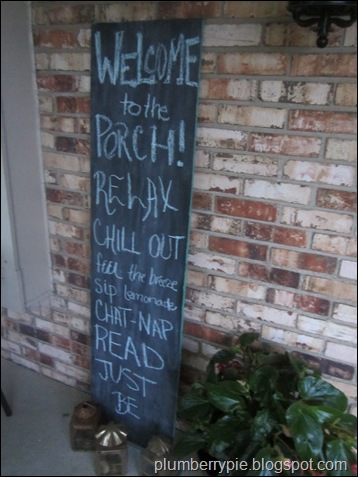 WELCOME
to the
PORCH!
RELAX
CHILL OUT
feel the breeze
sip lemonade
CHAT-NAP
READ
JUST
BE
plumberrypie.blogspot.com